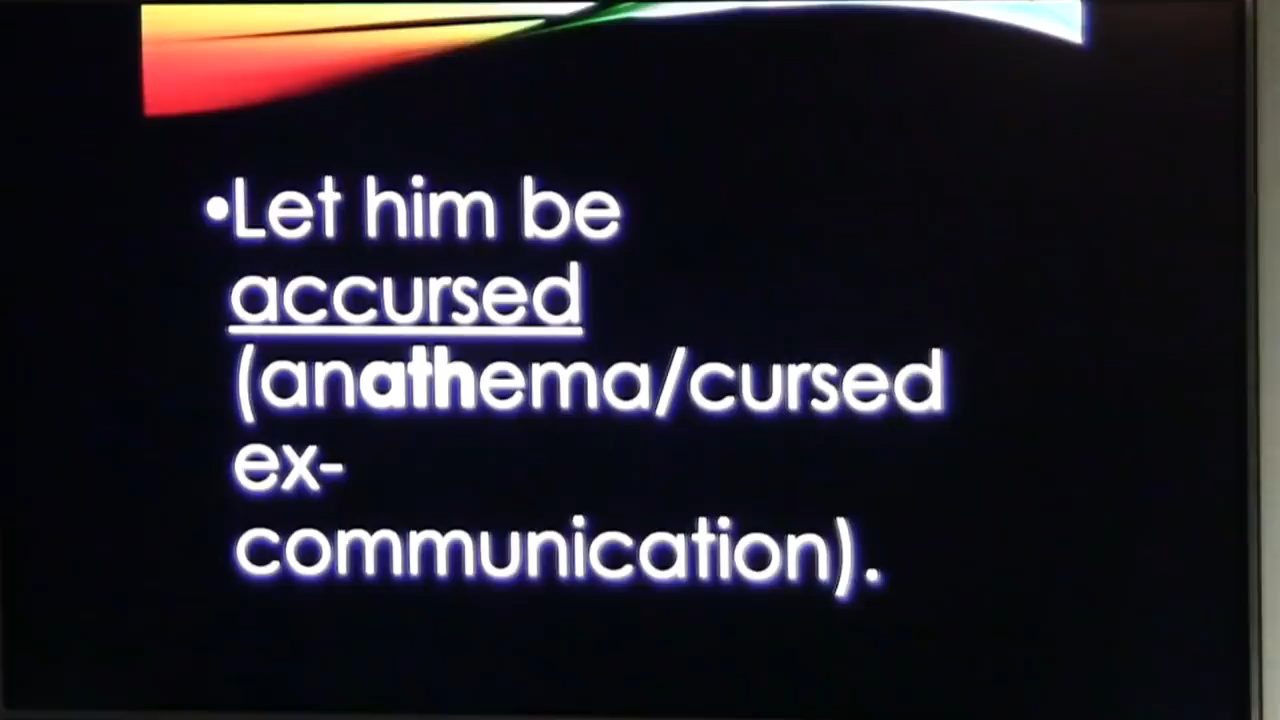 •Let him be
accursed
(anathema/cursed
ex-
communication).